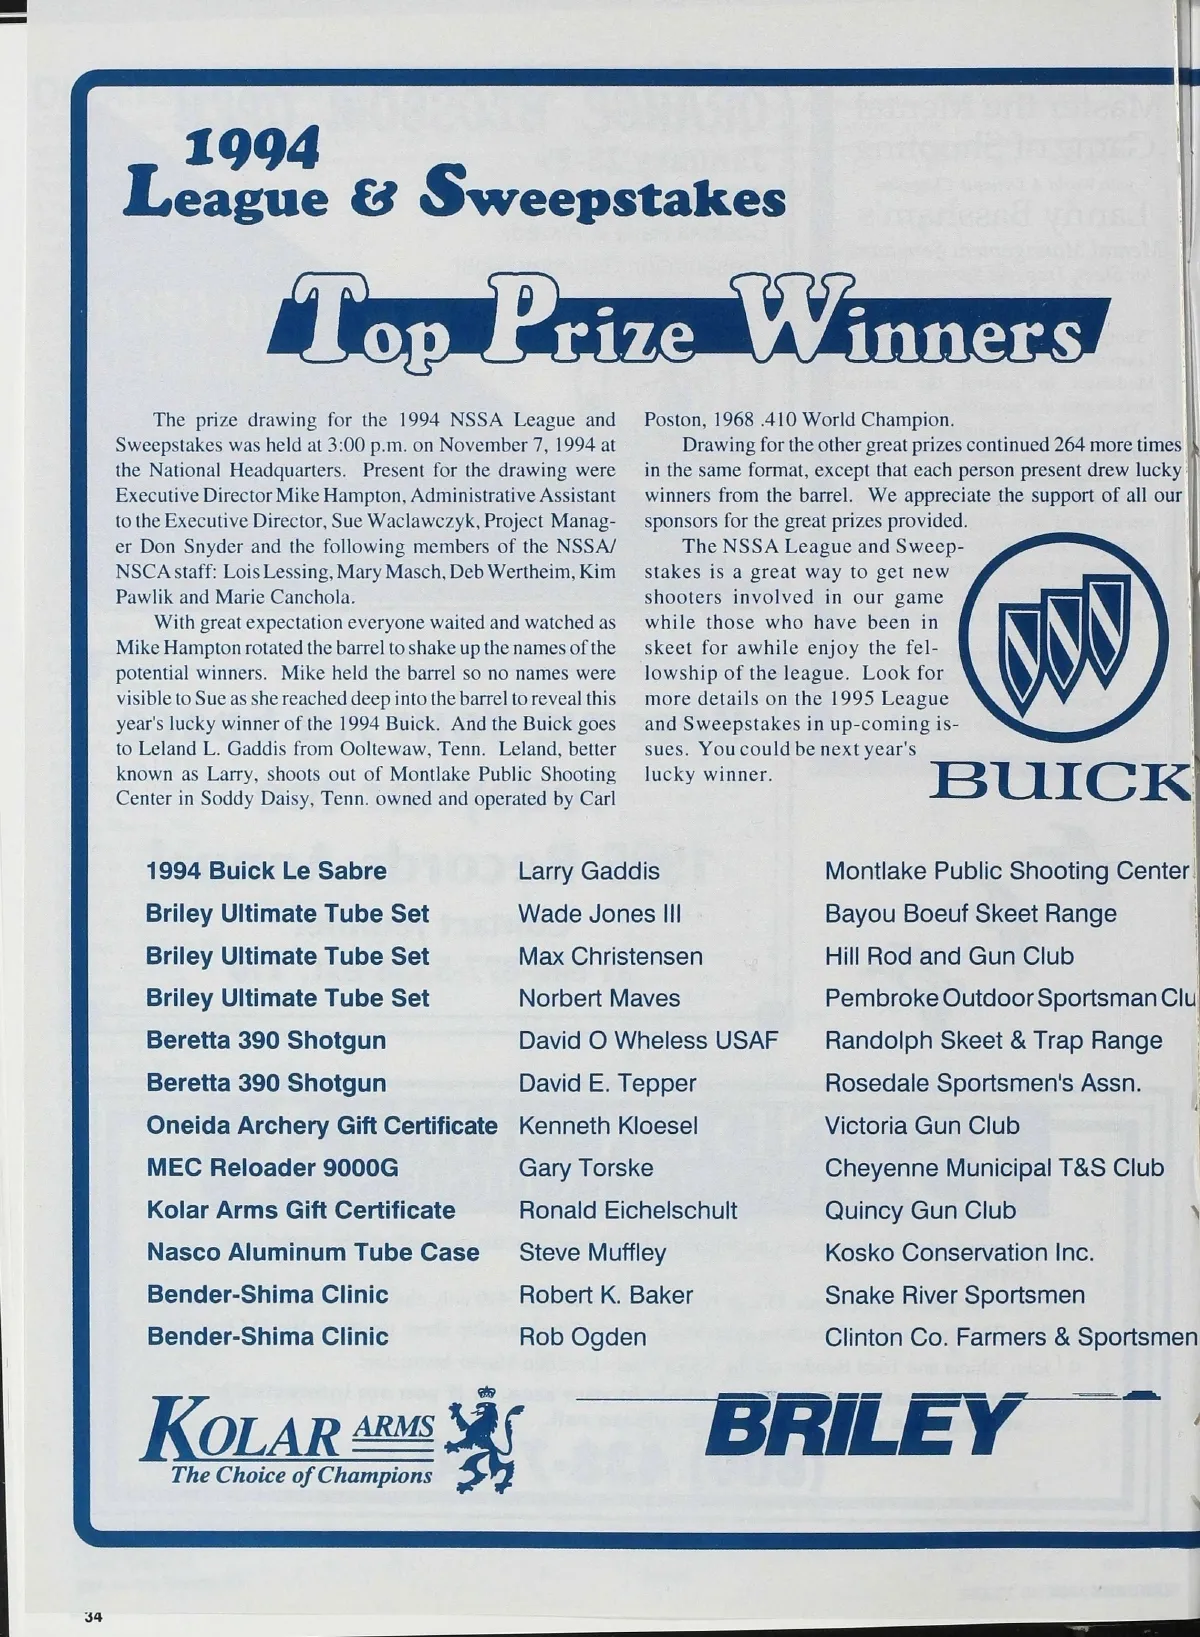 1994
League & Sweepstakes
Top Prize Winners
The prize drawing for the 1994 NSSA League and
Sweepstakes was held at 3:00 p.m. on November 7, 1994 at
the National Headquarters. Present for the drawing were
Executive Director Mike Hampton, Administrative Assistant
to the Executive Director, Sue Waclawczyk, Project Manag-
er Don Snyder and the following members of the NSSA/
NSCA staff: Lois Lessing, Mary Masch, Deb Wertheim, Kim
Pawlik and Marie Canchola.
With great expectation everyone waited and watched as
Mike Hampton rotated the barrel to shake up the names of the
potential winners. Mike held the barrel so no names were
visible to Sue as she reached deep into the barrel to reveal this
year's lucky winner of the 1994 Buick. And the Buick goes
to Leland L. Gaddis from Ooltewaw, Tenn. Leland, better
known as Larry, shoots out of Montlake Public Shooting
Center in Soddy Daisy, Tenn. owned and operated by Carl
Poston, 1968 .410 World Champion.
Drawing for the other great prizes continued 264 more times
in the same format, except that each person present drew lucky
winners from the barrel. We appreciate the support of all our
sponsors for the great prizes provided.
The NSSA League and Sweep-
stakes is a great way to get new
shooters involved in our game
while those who have been in
skeet for awhile enjoy the fel-
lowship of the league. Look for
more details on the 1995 League
and Sweepstakes in up-coming is-
sues. You could be next year's
lucky winner.
BUICK
1994 Buick Le Sabre Larry Gaddis Montlake Public Shooting Center
Briley Ultimate Tube Set Wade Jones III Bayou Boeuf Skeet Range
Briley Ultimate Tube Set Max Christensen Hill Rod and Gun Club
Briley Ultimate Tube Set Norbert Maves Pembroke Outdoor Sportsman Clu
Beretta 390 Shotgun David O Wheless USAF Randolph Skeet & Trap Range
Beretta 390 Shotgun David E. Tepper Rosedale Sportsmen's Assn.
Oneida Archery Gift Certificate Kenneth Kloesel Victoria Gun Club
MEC Reloader 9000G Gary Torske Cheyenne Municipal T&S Club
Kolar Arms Gift Certificate Ronald Eichelschult Quincy Gun Club
Nasco Aluminum Tube Case Steve Muffley Kosko Conservation Inc.
Bender-Shima Clinic Robert K. Baker Snake River Sportsmen
Bender-Shima Clinic Rob Ogden Clinton Co. Farmers & Sportsmen
KOLAR ARMS
The Choice of Champions
BRILEY
34